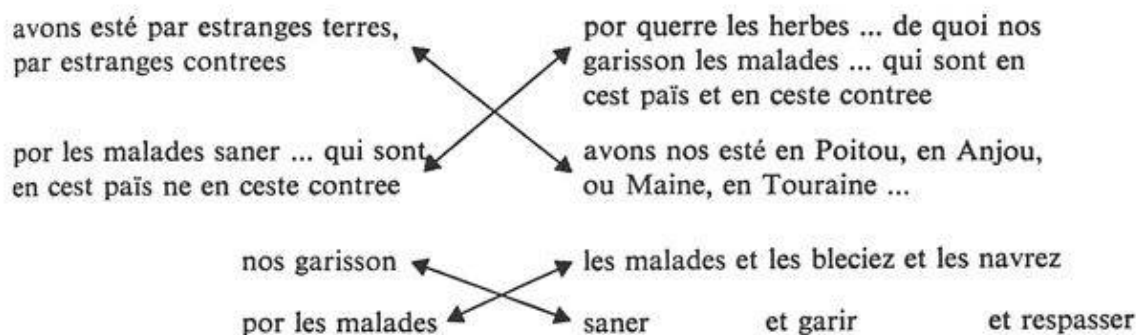 avons esté par estranges terres,
par estranges contrees
por querre les herbes ... de quoi nos
garisson les malades ... qui sont en
cest païs et en ceste contree
por les malades saner ... qui sont
en cest païs ne en ceste contree
avons nos esté en Poitou, en Anjou,
ou Maine, en Touraine ...
nos garisson les malades et les bleciez et les navrez
por les malades saner et garir et respasser